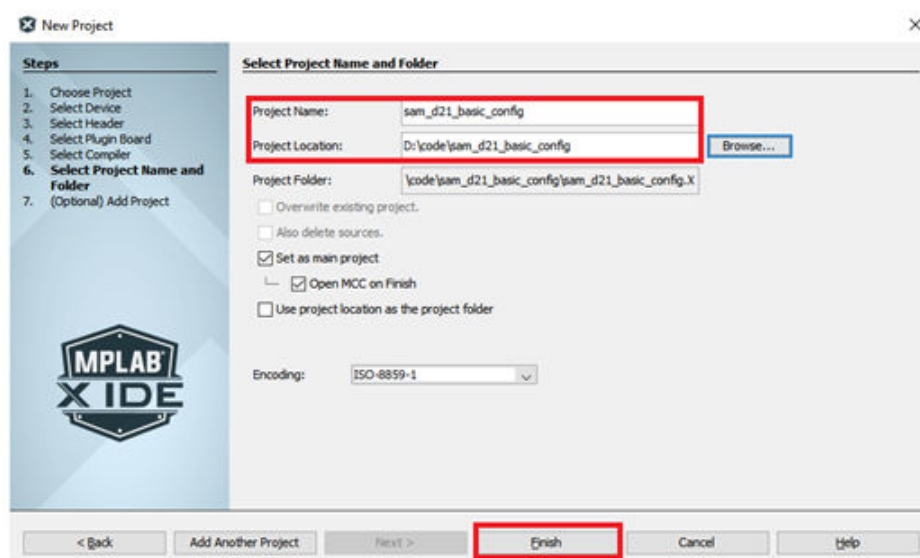 New Project
Steps
1. Choose Project
2. Select Device
3. Select Header
4. Select Plugin Board
5. Select Compiler
6. Select Project Name and
Folder
7. (Optional) Add Project
MPLAB
X IDE
Select Project Name and Folder
Project Name: sam_d21_basic_config
Project Location: D:\code\sam_d21_basic_config Browse...
Project Folder: \code\sam_d21_basic_config\sam_d21_basic_config.X
Overwrite existing project.
Also delete sources.
Set as main project
Open MCC on Finish
Use project location as the project folder
Encoding: ISO-8859-1
< Back Add Another Project Next > Finish Cancel Help